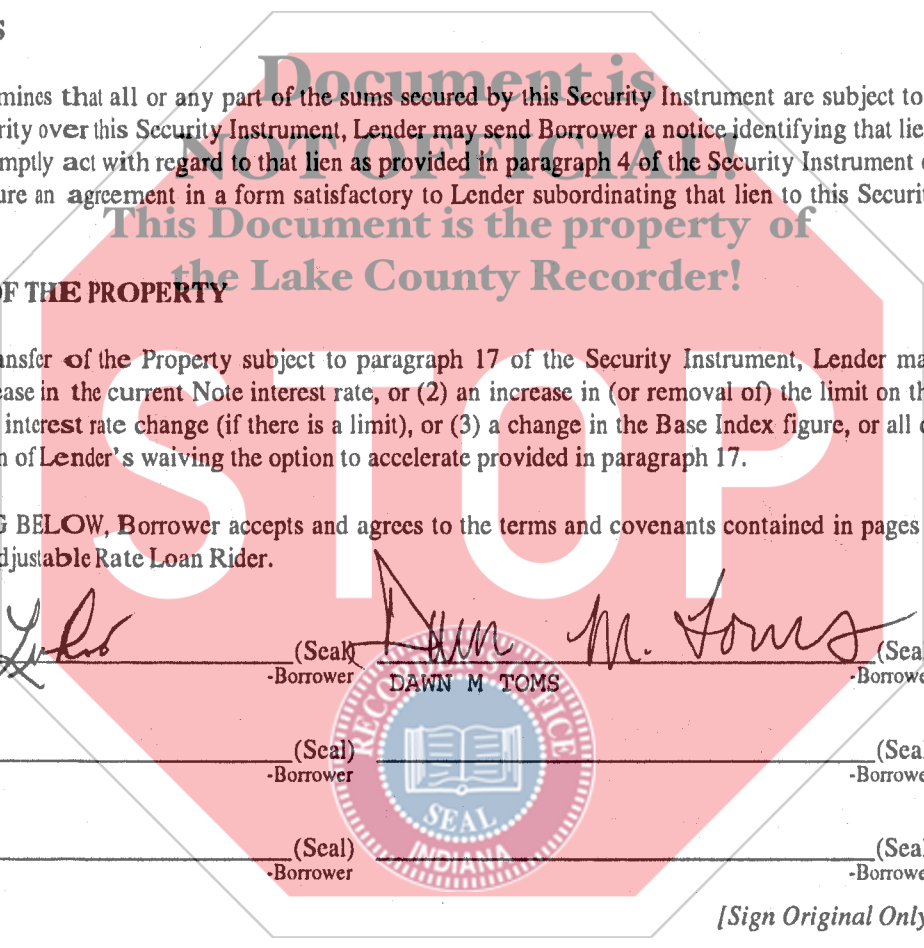 S
Document is
mines that all or any part of the sums secured by this Security Instrument are subject to
rity over this Security Instrument, Lender may send Borrower a notice identifying that lie
NOT OFFICIAL!
mptly act with regard to that lien as provided in paragraph 4 of the Security Instrument
ure an agreement in a form satisfactory to Lender subordinating that lien to this Securit
This Document is the property of
the Lake County Recorder!
OF THE PROPERTY
ansfer of the Property subject to paragraph 17 of the Security Instrument, Lender ma
ease in the current Note interest rate, or (2) an increase in (or removal of) the limit on th
interest rate change (if there is a limit), or (3) a change in the Base Index figure, or all
n of Lender's waiving the option to accelerate provided in paragraph 17.
STOP
G BELOW, Borrower accepts and agrees to the terms and covenants contained in pages
djustable Rate Loan Rider.
Dawn M. Toms
(Seal) (Seal
-Borrower DAWN M TOMS -Borrowe
RECORDER'S OFFICE
(Seal) (Seal
-Borrower -Borrowe
SEAL
INDIANA
(Seal) (Seal
-Borrower -Borrowe
[Sign Original Only